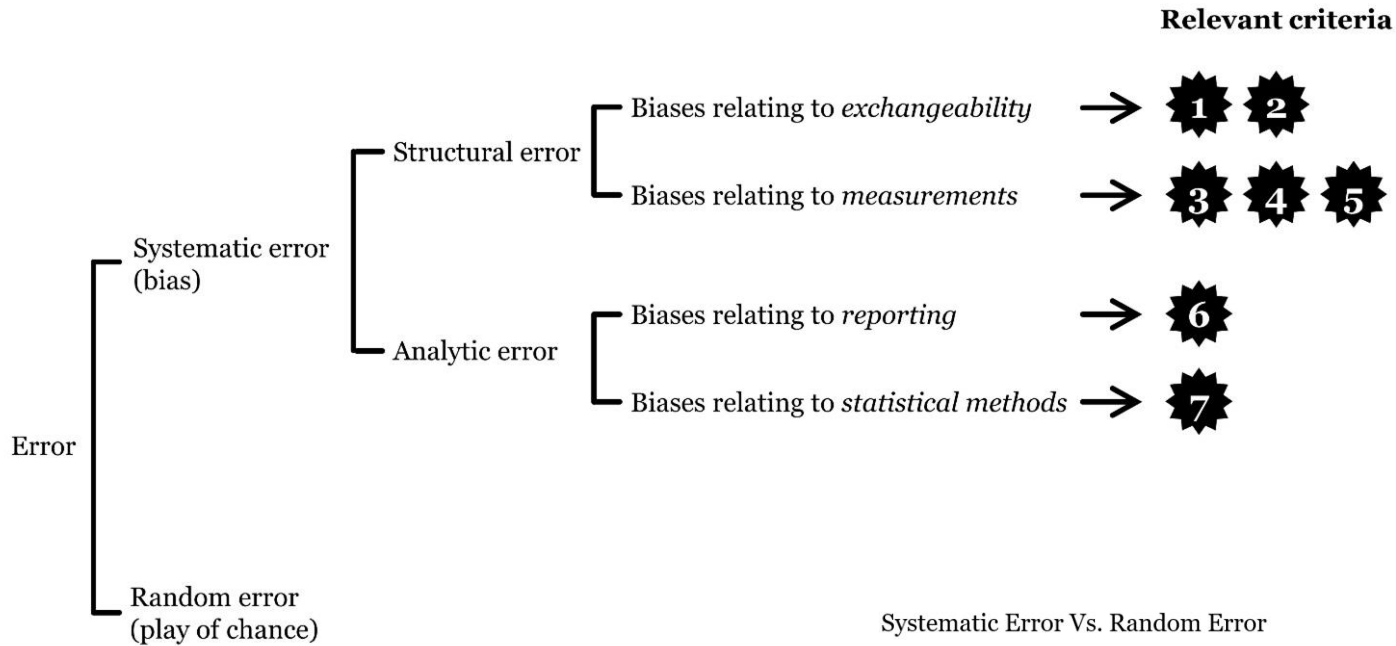 Relevant criteria
Biases relating to exchangeability
1 2
Structural error
Biases relating to measurements
3 4 5
Systematic error
(bias)
Biases relating to reporting
6
Analytic error
Biases relating to statistical methods
7
Error
Random error
(play of chance)
Systematic Error Vs. Random Error